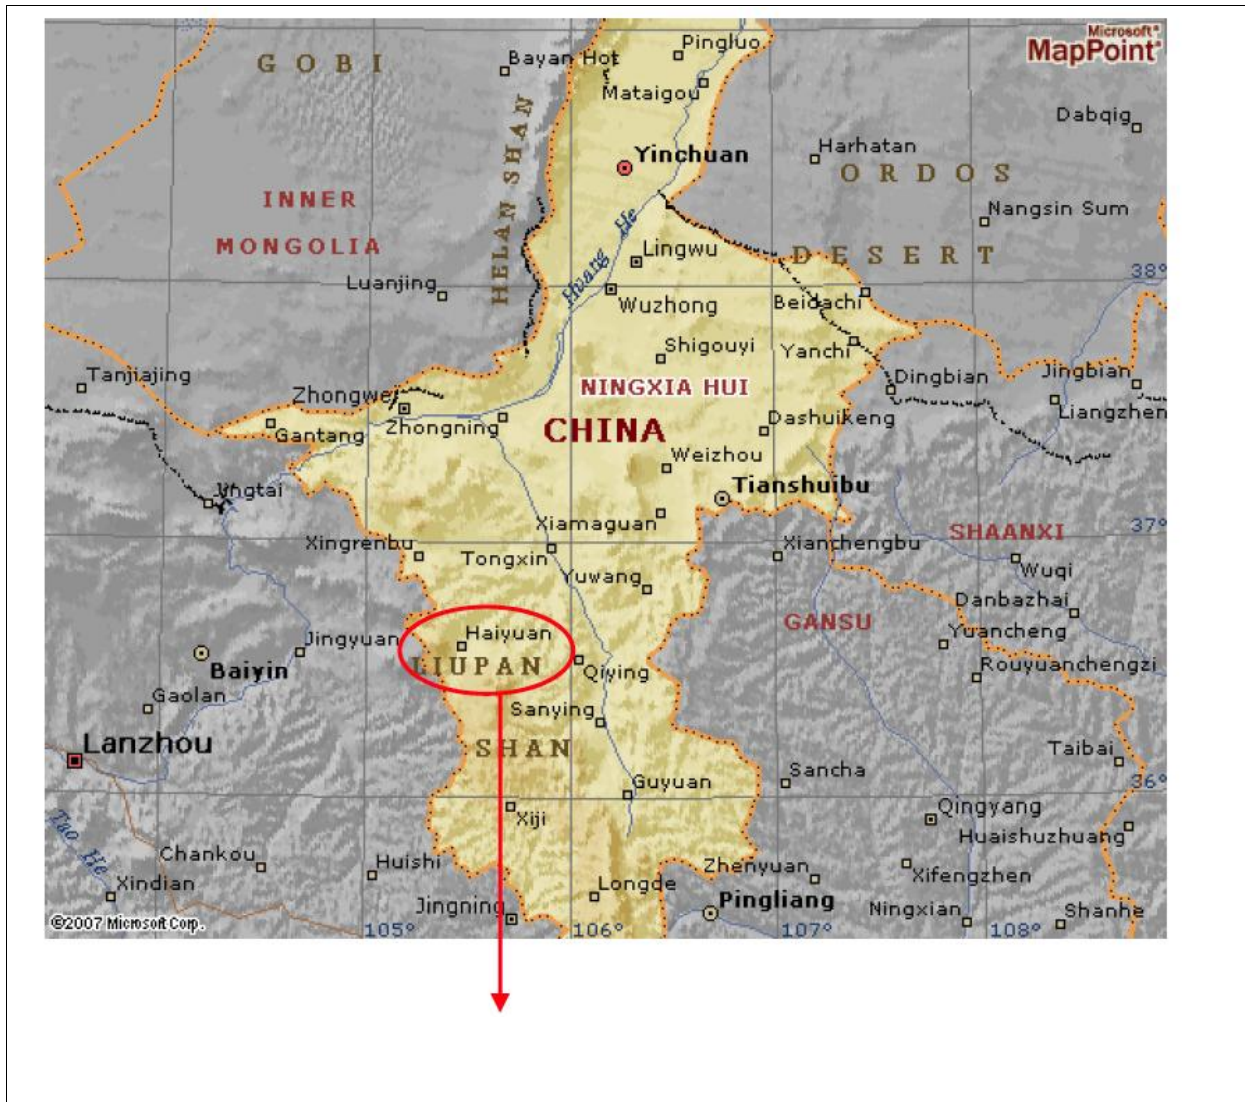 Microsoft®
MapPoint®
Pingluo
GOBI
Bayan Hot
Mataigou
Dabqig
Harhatan
Yinchuan
ORDOS
HELAN SHAN
INNER
MONGOLIA
Nangsin Sum
Huang He
Lingwu
DESERT
38°
Luanjing
Wuzhong
Beidachi
Shigouyi
Yanchi
Tanjiajing
Dingbian
Jingbian
Zhongwei
NINGXIA HUI
Liangzhen
Gantang
Zhongning
CHINA
Dashuikeng
Weizhou
Tianshuibu
Jingtai
Xiamaguan
SHAANXI
37°
Xingrenbu
Tongxin
Xianchengbu
Wuqi
Yuwang
Danbazhai
GANSU
Jingyuan
Haiyuan
Yuancheng
Baiyin
LIUPAN
Qiying
Rouyuanchengzi
Gaolan
Sanying
Lanzhou
SHAN
Taibai
Guyuan
Sancha
36°
Tao He
Xiji
Qingyang
Huaishuzhuang
Chankou
Huishi
Zhenyuan
Xifengzhen
Xindian
Longde
Pingliang
Jingning
Ningxian
Shanhe
©2007 Microsoft Corp.
105°
106°
107°
108°